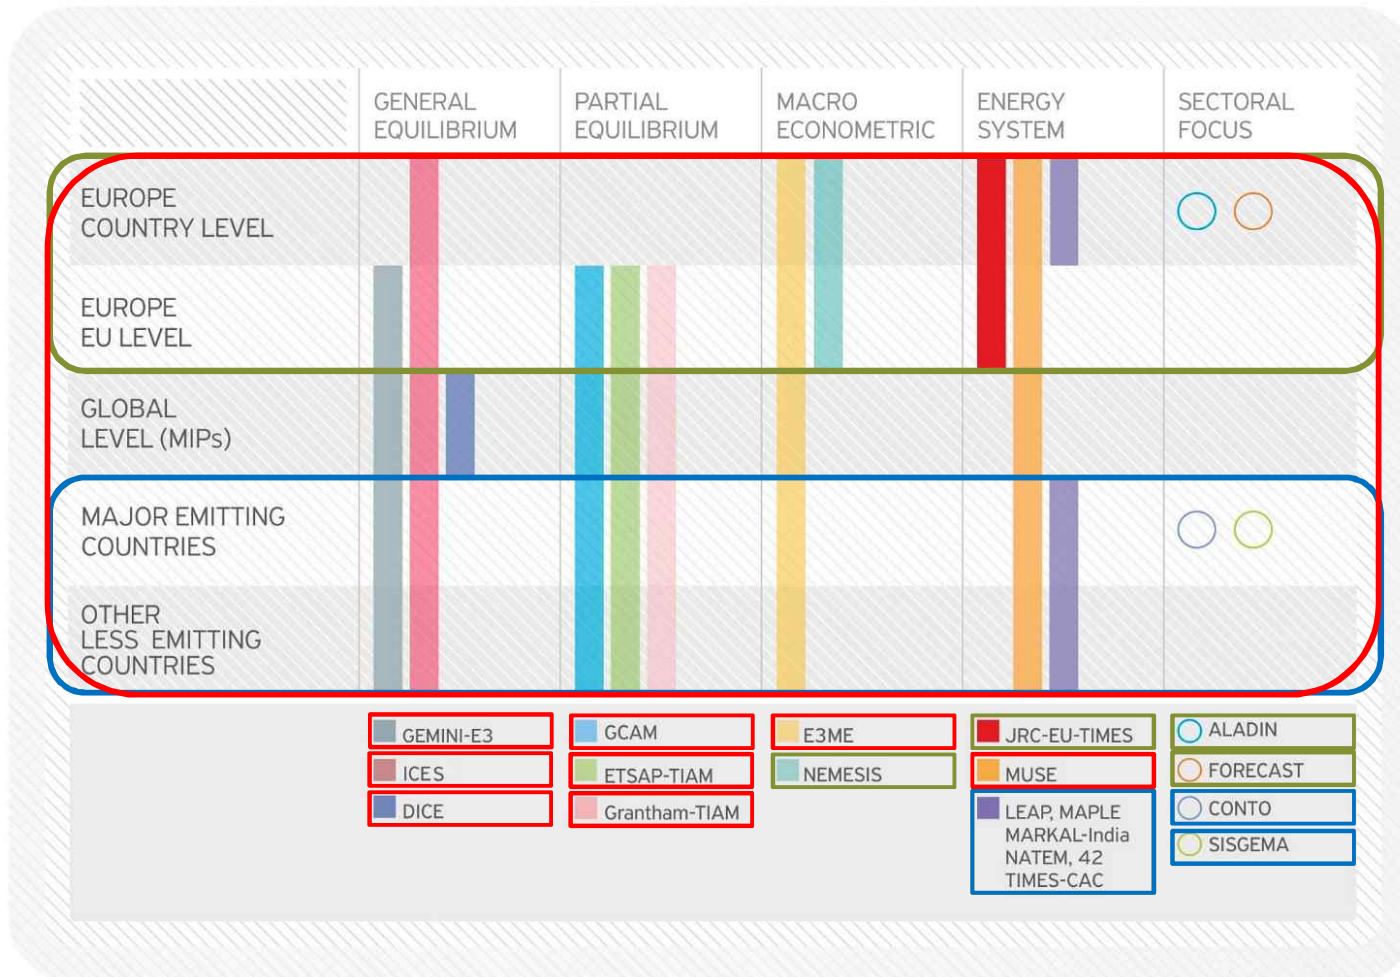 GENERAL
EQUILIBRIUM
PARTIAL
EQUILIBRIUM
MACRO
ECONOMETRIC
ENERGY
SYSTEM
SECTORAL
FOCUS
EUROPE
COUNTRY LEVEL
EUROPE
EU LEVEL
GLOBAL
LEVEL (MIPs)
MAJOR EMITTING
COUNTRIES
OTHER
LESS EMITTING
COUNTRIES
GEMINI-E3
ICES
DICE
GCAM
ETSAP-TIAM
Grantham-TIAM
E3ME
NEMESIS
JRC-EU-TIMES
MUSE
LEAP, MAPLE
MARKAL-India
NATEM, 42
TIMES-CAC
ALADIN
FORECAST
CONTO
SISGEMA